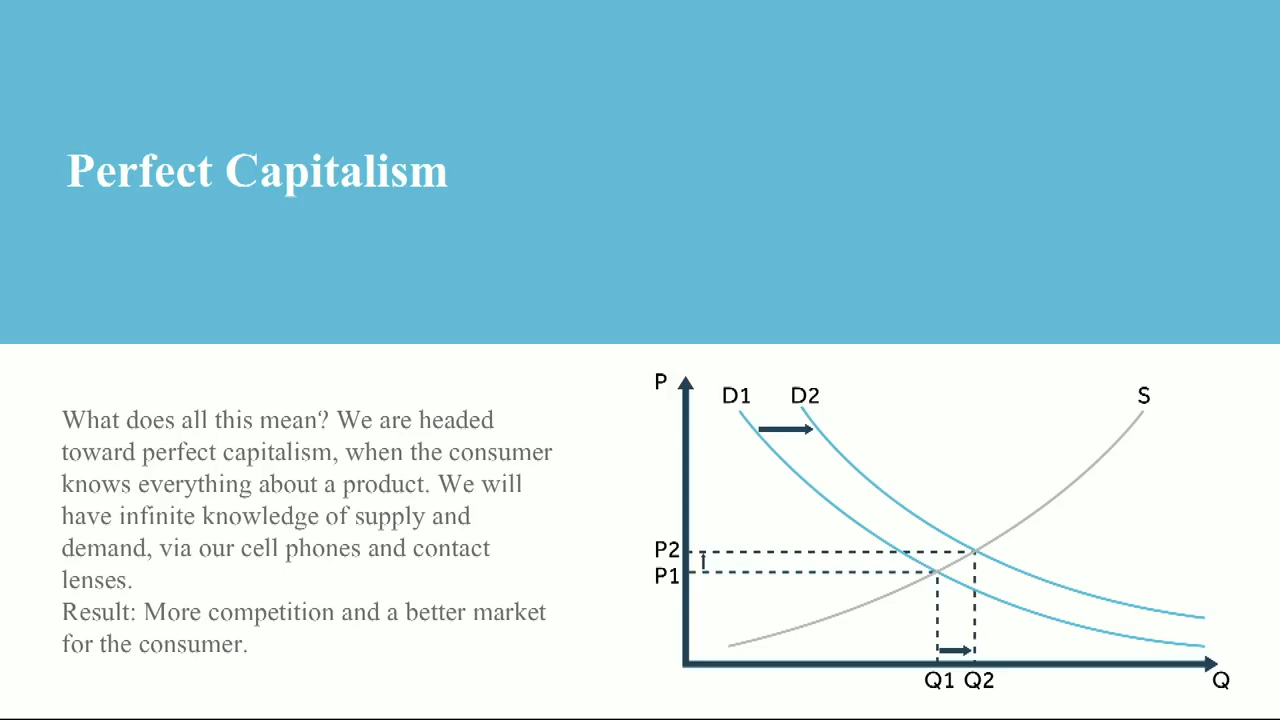 Perfect Capitalism
What does all this mean? We are headed
toward perfect capitalism, when the consumer
knows everything about a product. We will
have infinite knowledge of supply and
demand, via our cell phones and contact
lenses.
Result: More competition and a better market
for the consumer.
P
D1
D2
S
P2
P1
Q1
Q2
Q